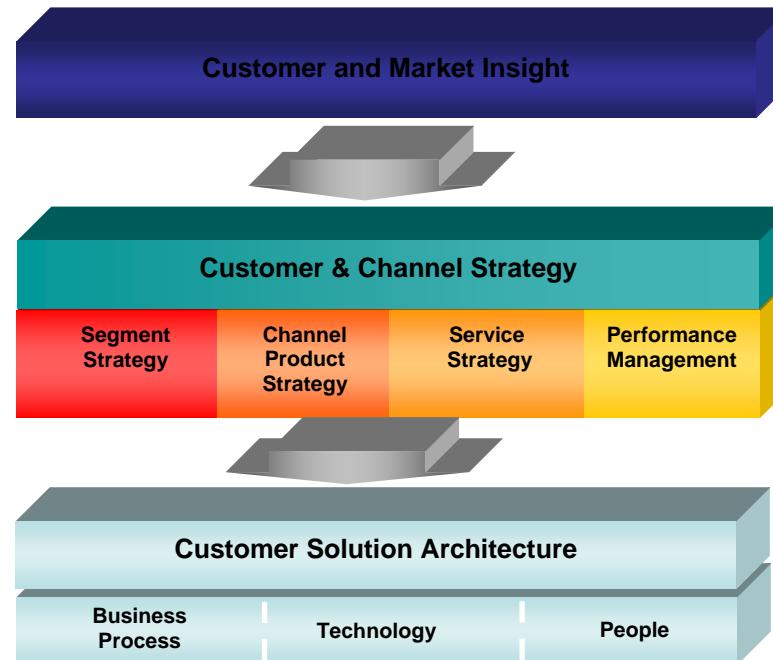 Customer and Market Insight
Customer & Channel Strategy
Segment
Strategy
Channel
Product
Strategy
Service
Strategy
Performance
Management
Customer Solution Architecture
Business
Process
Technology
People